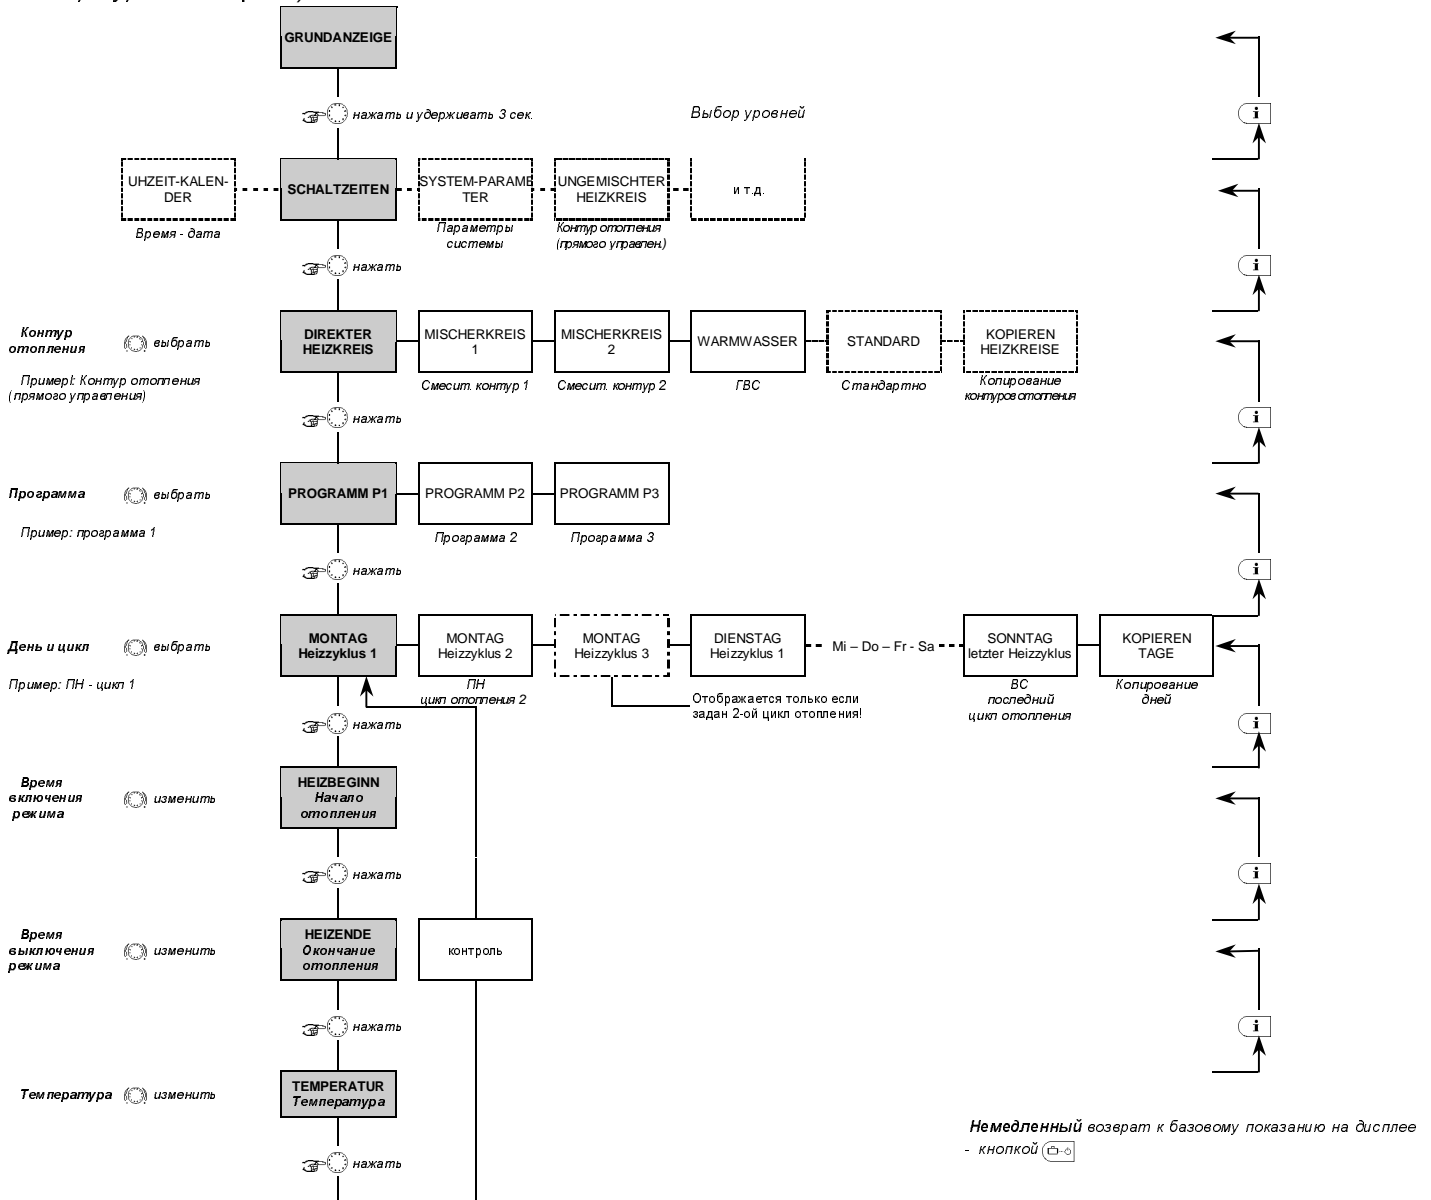 GRUNDANZEIGE
нажать и удерживать 3 сек.
Выбор уровней
i
UHZEIT-KALEN-
DER
SCHALTZEITEN
SYSTEM-PARAME
TER
UNGEMISCHTER
HEIZKREIS
и т.д.
Время - дата
Параметры
системы
Контур отопления
(прямого управлен.)
нажать
i
Контур
отопления
выбрать
DIREKTER
HEIZKREIS
MISCHERKREIS
1
MISCHERKREIS
2
WARMWASSER
STANDARD
KOPIEREN
HEIZKREISE
Примерl: Контур отопления
(прямого управления)
Смесит. контур 1
Смесит. контур 2
ГВС
Стандартно
Копирование
контуров отопления
нажать
i
Программа
выбрать
PROGRAMM P1
PROGRAMM P2
PROGRAMM P3
Пример: программа 1
Программа 2
Программа 3
нажать
i
День и цикл
выбрать
MONTAG
Heizzyklus 1
MONTAG
Heizzyklus 2
MONTAG
Heizzyklus 3
DIENSTAG
Heizzyklus 1
Mi – Do – Fr - Sa
SONNTAG
letzter Heizzyklus
KOPIEREN
TAGE
Пример: ПН - цикл 1
ПН
цикл отопления 2
Отображается только если
задан 2-ой цикл отопления!
ВС
последний
цикл отопления
Копирование
дней
нажать
i
Время
включения
режима
изменить
HEIZBEGINN
Начало
отопления
нажать
i
Время
выключения
режима
изменить
HEIZENDE
Окончание
отопления
контроль
нажать
i
Температура
изменить
TEMPERATUR
Температура
Немедленный возврат к базовому показанию на дисплее
- кнопкой
нажать